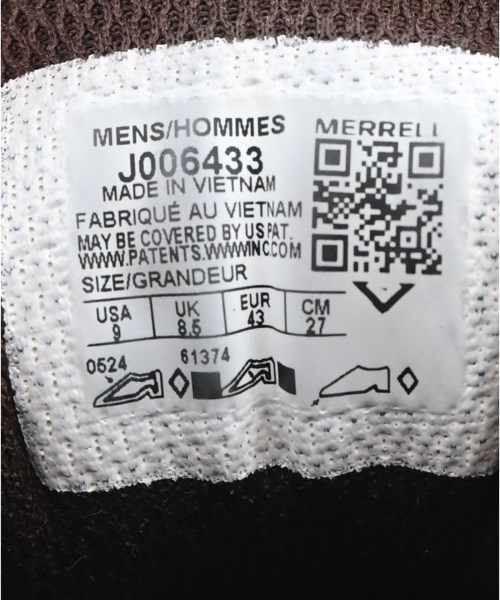 MENS/HOMMES
MERRELL
J006433
MADE IN VIETNAM
FABRIQUÉ AU VIETNAM
MAY BE COVERED BY US PAT.
WWW.PATENTS.WWWINC.COM
SIZE/GRANDEUR
USA UK EUR CM
9 8.5 43 27
0524 61374